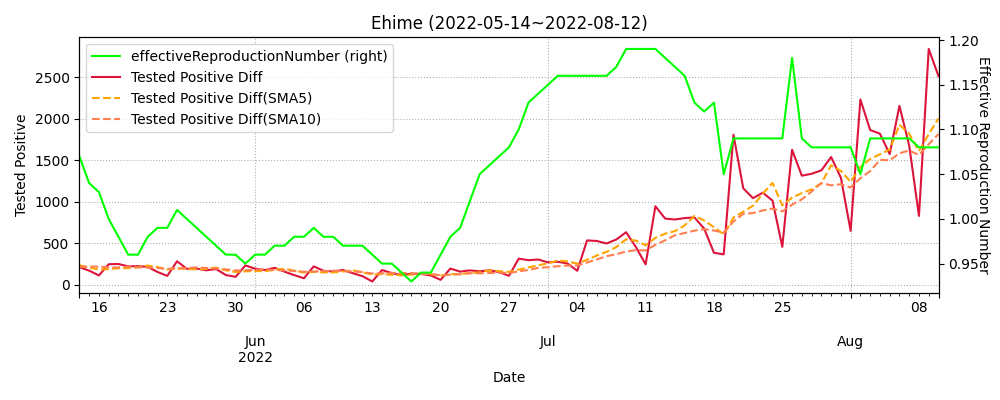 Ehime (2022-05-14~2022-08-12)
effectiveReproductionNumber (right)
Tested Positive Diff
Tested Positive Diff(SMA5)
Tested Positive Diff(SMA10)
Tested Positive
2500
2000
1500
1000
500
0
1.20
1.15
1.10
1.05
1.00
0.95
Effective Reproduction Number
16 23 30 06 13 20 27 04 11 18 25 08
Jun Jul Aug
2022
Date